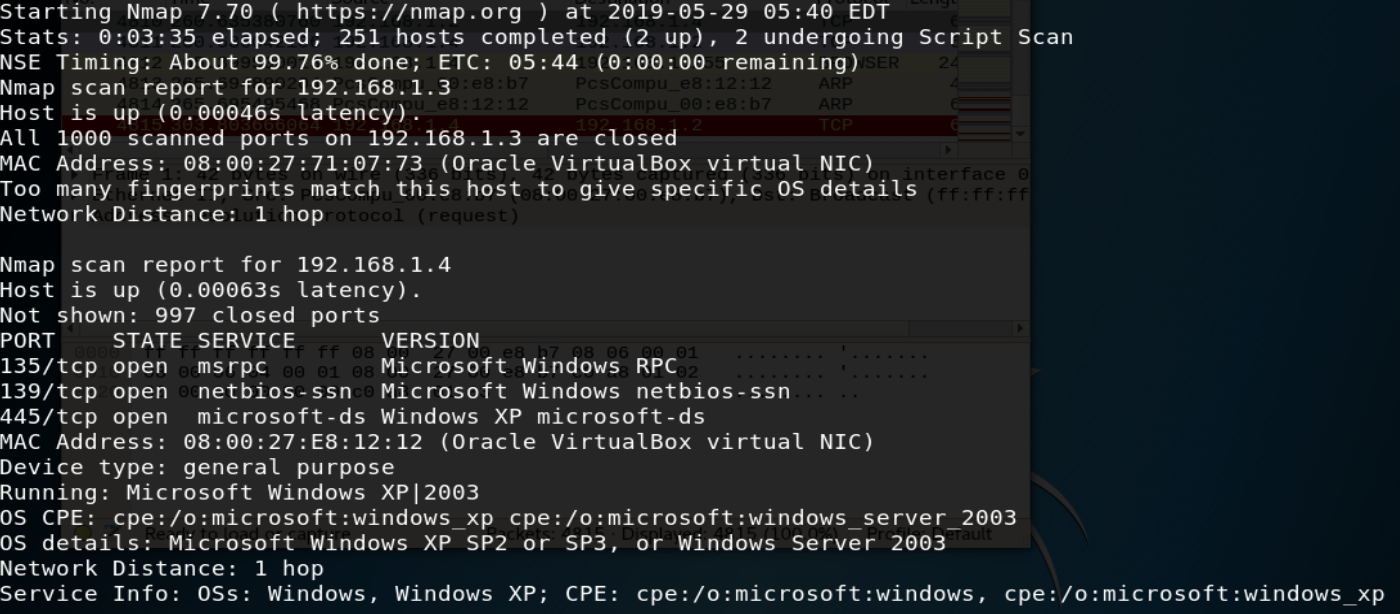 Starting Nmap 7.70 ( https://nmap.org ) at 2019-05-29 05:40 EDT
Stats: 0:03:35 elapsed; 251 hosts completed (2 up), 2 undergoing Script Scan
NSE Timing: About 99.76% done; ETC: 05:44 (0:00:00 remaining)
Nmap scan report for 192.168.1.3
Host is up (0.00046s latency).
All 1000 scanned ports on 192.168.1.3 are closed
MAC Address: 08:00:27:71:07:73 (Oracle VirtualBox virtual NIC)
Too many fingerprints match this host to give specific OS details
Network Distance: 1 hop

Nmap scan report for 192.168.1.4
Host is up (0.00063s latency).
Not shown: 997 closed ports
PORT    STATE SERVICE      VERSION
135/tcp open  msrpc        Microsoft Windows RPC
139/tcp open  netbios-ssn  Microsoft Windows netbios-ssn
445/tcp open  microsoft-ds Windows XP microsoft-ds
MAC Address: 08:00:27:E8:12:12 (Oracle VirtualBox virtual NIC)
Device type: general purpose
Running: Microsoft Windows XP|2003
OS CPE: cpe:/o:microsoft:windows_xp cpe:/o:microsoft:windows_server_2003
OS details: Microsoft Windows XP SP2 or SP3, or Windows Server 2003
Network Distance: 1 hop
Service Info: OSs: Windows, Windows XP; CPE: cpe:/o:microsoft:windows, cpe:/o:microsoft:windows_xp